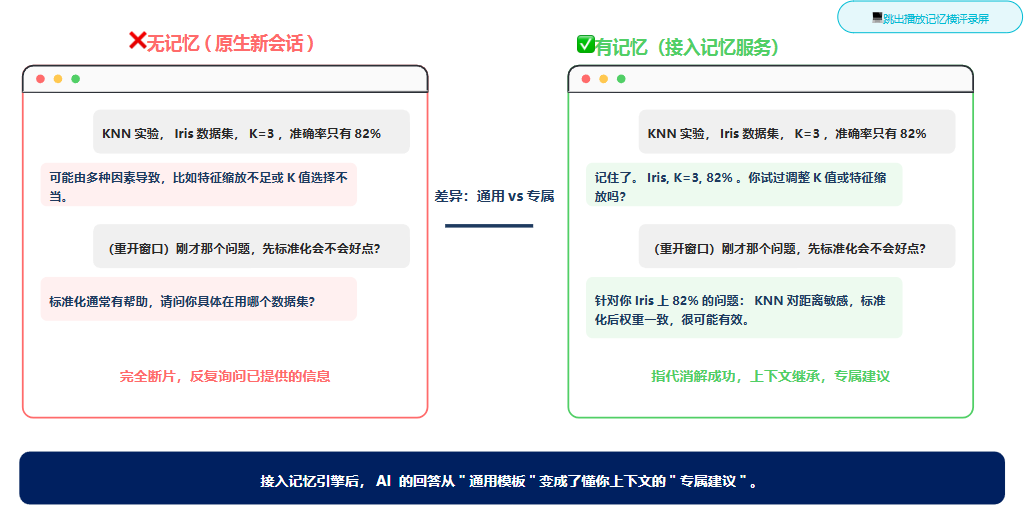 💻跳出播放记忆横评录屏
❌无记忆(原生新会话)
✅有记忆(接入记忆服务)
KNN 实验, Iris 数据集, K=3 ,准确率只有 82%
可能由多种因素导致,比如特征缩放不足或 K 值选择不
当。
(重开窗口)刚才那个问题,先标准化会不会好点?
标准化通常有帮助,请问你具体在用哪个数据集?
完全断片,反复询问已提供的信息
差异:通用 vs 专属
KNN 实验, Iris 数据集, K=3 ,准确率只有 82%
记住了。 Iris, K=3, 82% 。你试过调整 K 值或特征缩
放吗?
(重开窗口)刚才那个问题,先标准化会不会好点?
针对你 Iris 上 82% 的问题: KNN 对距离敏感,标准
化后权重一致,很可能有效。
指代消解成功,上下文继承,专属建议
接入记忆引擎后, AI 的回答从 " 通用模板 " 变成了懂你上下文的 " 专属建议 " 。